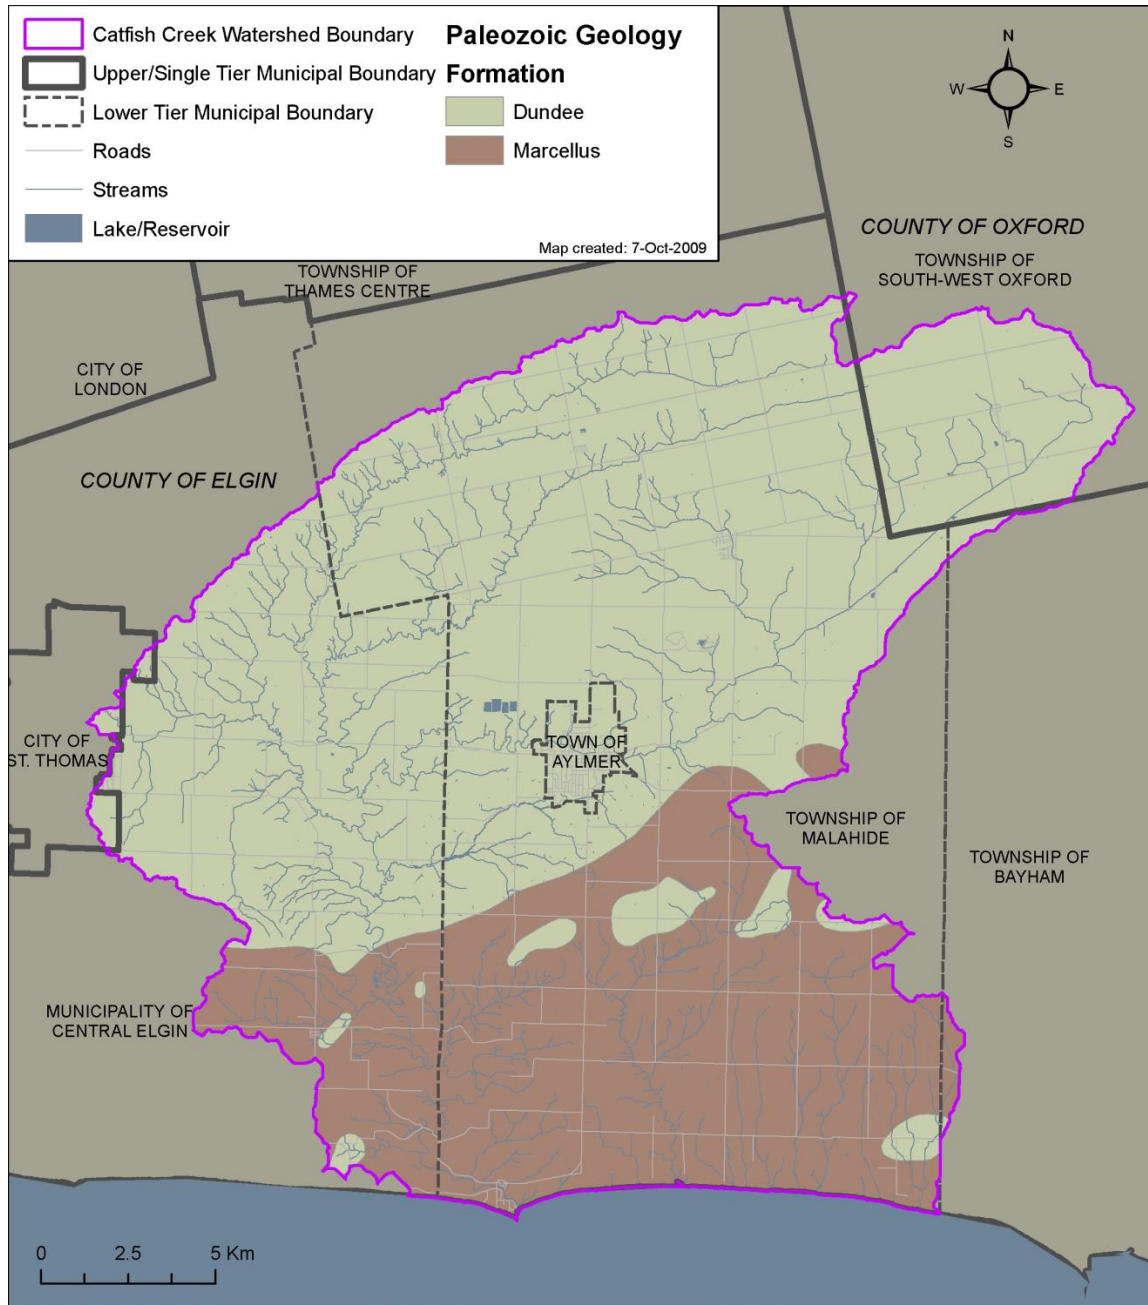 Catfish Creek Watershed Boundary
Upper/Single Tier Municipal Boundary
Lower Tier Municipal Boundary
Roads
Streams
Lake/Reservoir
Paleozoic Geology
Formation
Dundee
Marcellus
Map created: 7-Oct-2009
N
W
E
S
COUNTY OF OXFORD
TOWNSHIP OF
SOUTH-WEST OXFORD
TOWNSHIP OF
THAMES CENTRE
CITY OF
LONDON
COUNTY OF ELGIN
CITY OF
ST. THOMAS
TOWN OF
AYLMER
TOWNSHIP OF
MALAHIDE
TOWNSHIP OF
BAYHAM
MUNICIPALITY OF
CENTRAL ELGIN
0 2.5 5 Km